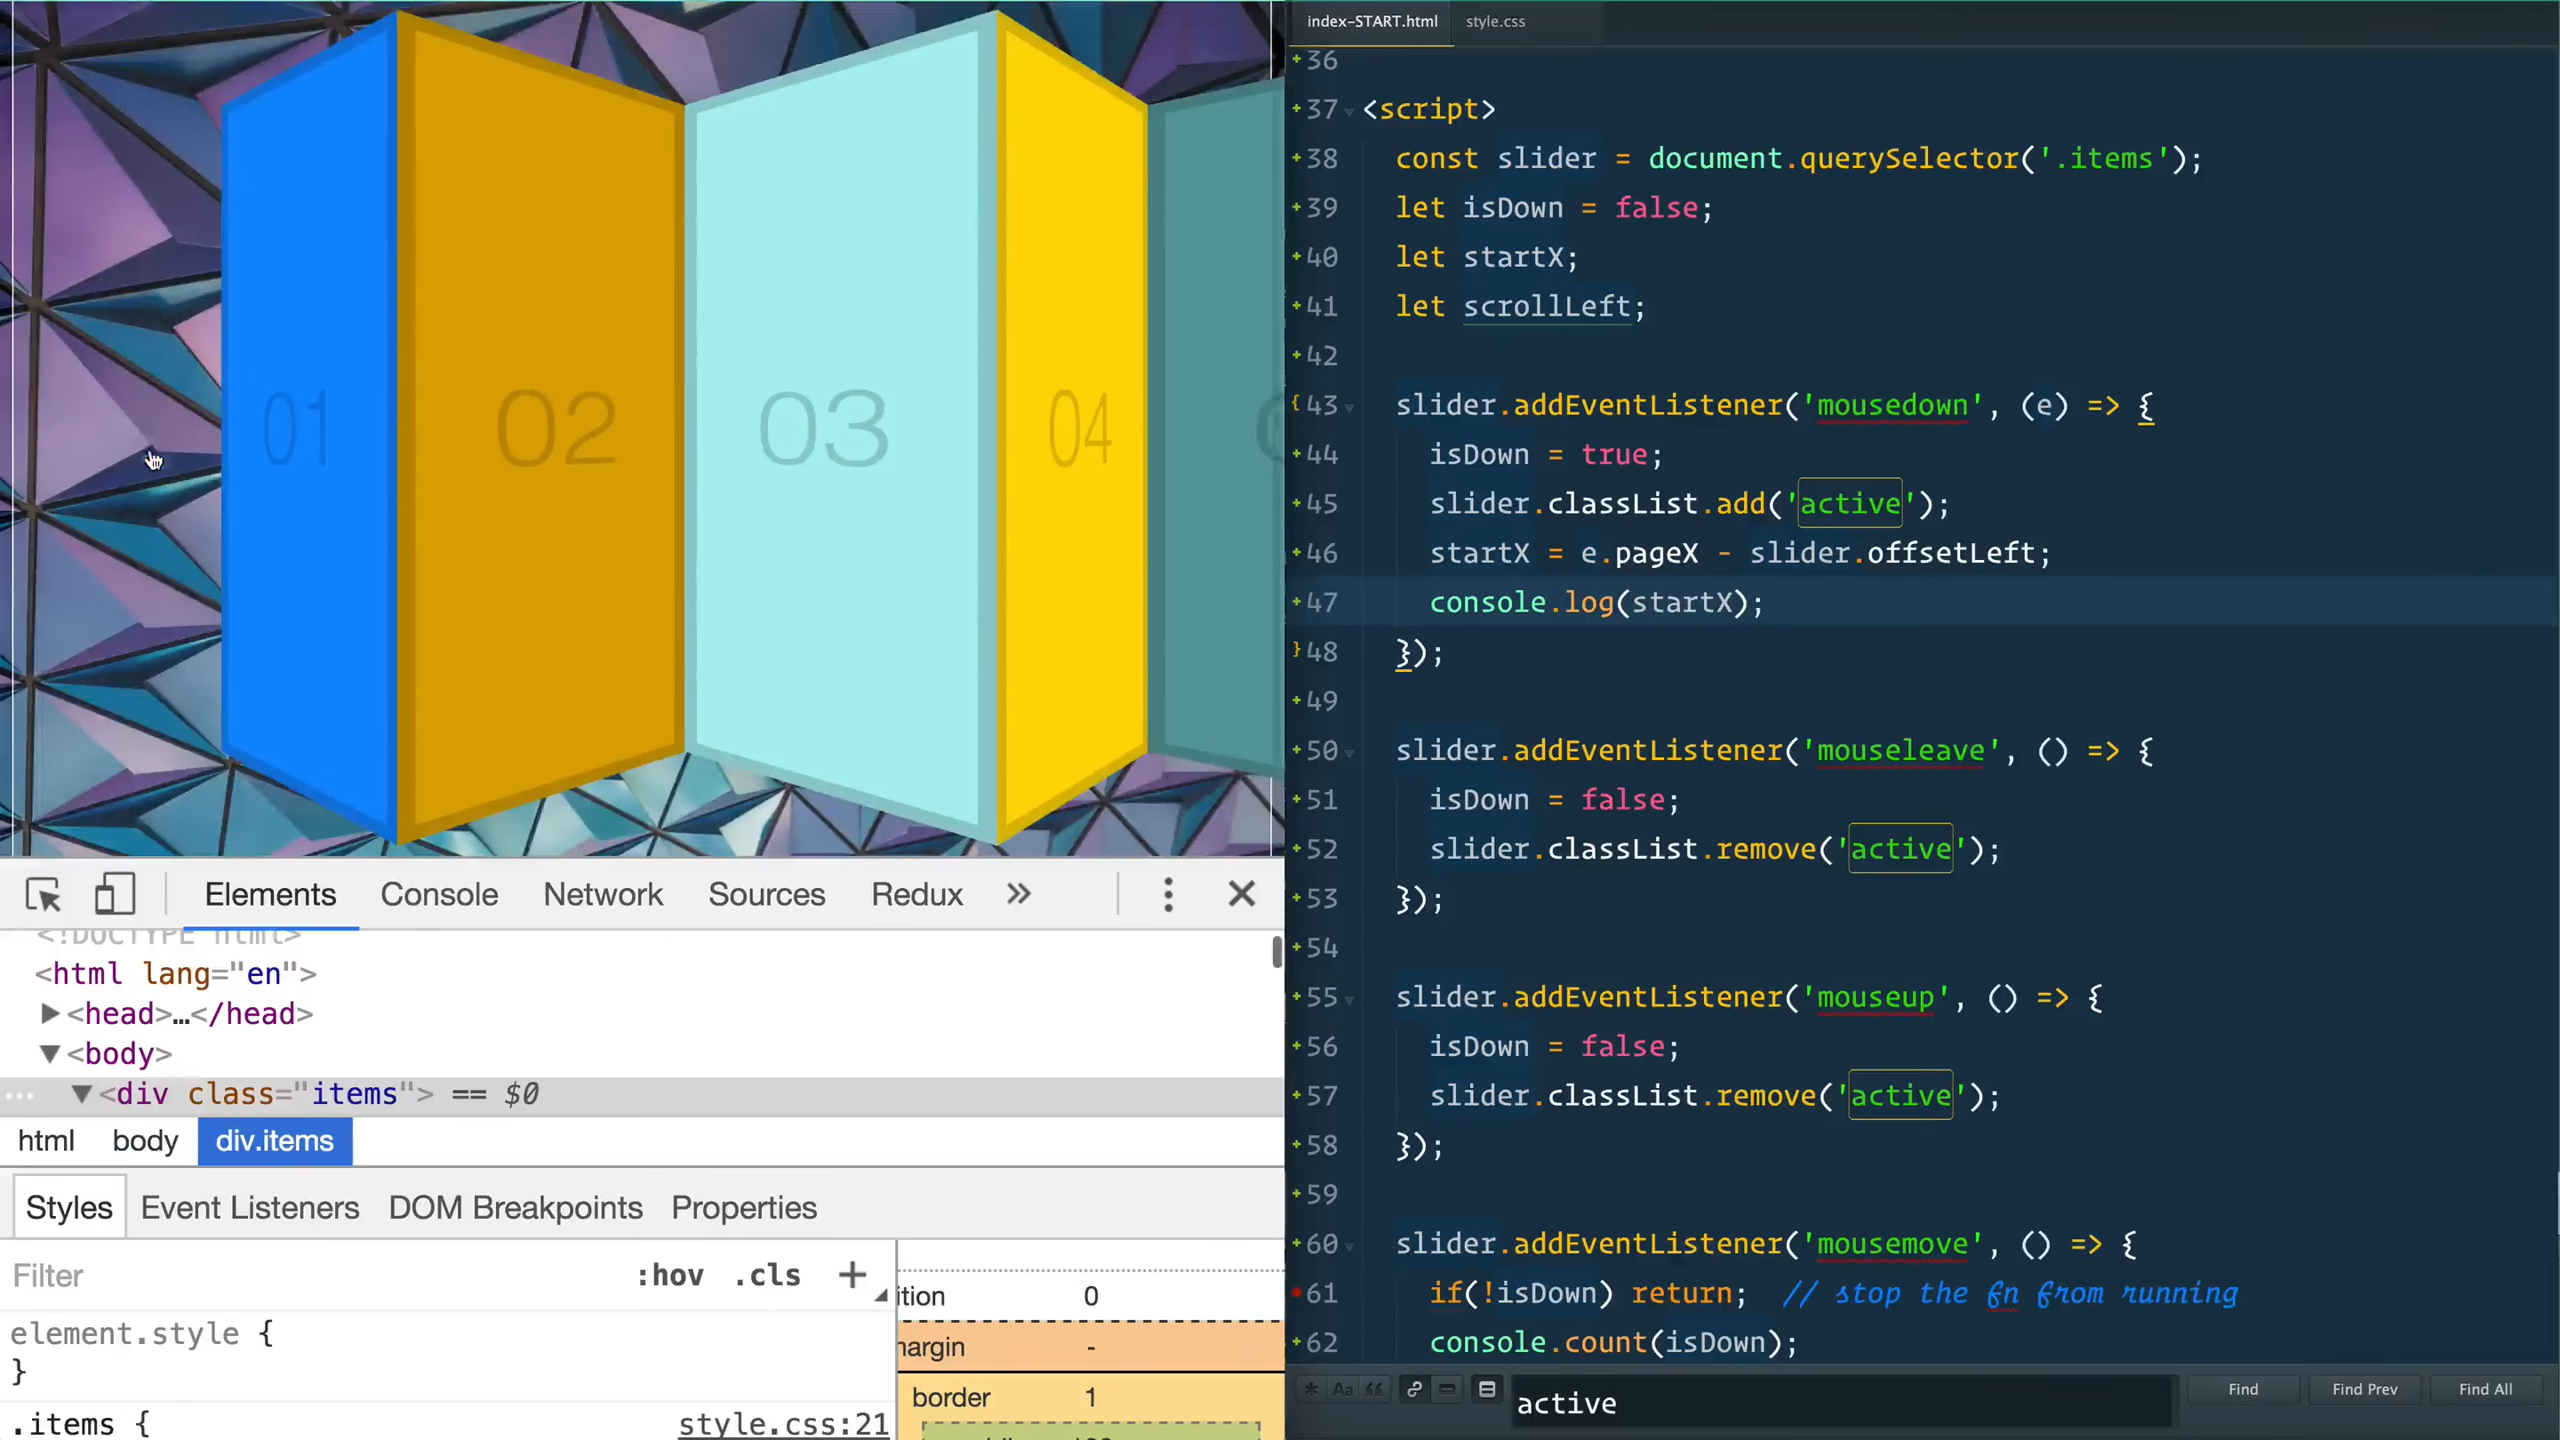 01
02
03
04
Elements Console Network Sources Redux »
<!DOCTYPE html>
<html lang="en">
▶<head>…</head>
▼<body>
… ▼<div class="items"> == $0
html body div.items
Styles Event Listeners DOM Breakpoints Properties
Filter :hov .cls +
element.style {
}
.items { style.css:21
ition 0
margin -
border 1
index-START.html style.css
36
37 <script>
38 const slider = document.querySelector('.items');
39 let isDown = false;
40 let startX;
41 let scrollLeft;
42
43 slider.addEventListener('mousedown', (e) => {
44 isDown = true;
45 slider.classList.add('active');
46 startX = e.pageX - slider.offsetLeft;
47 console.log(startX);
48 });
49
50 slider.addEventListener('mouseleave', () => {
51 isDown = false;
52 slider.classList.remove('active');
53 });
54
55 slider.addEventListener('mouseup', () => {
56 isDown = false;
57 slider.classList.remove('active');
58 });
59
60 slider.addEventListener('mousemove', () => {
61 if(!isDown) return; // stop the fn from running
62 console.count(isDown);
.* Aa “
active
Find Find Prev Find All